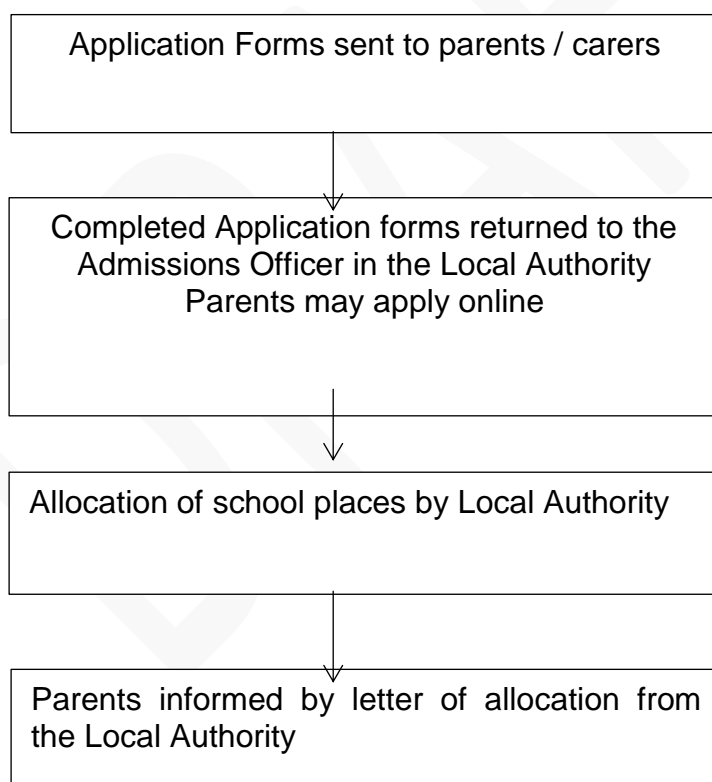 Application Forms sent to parents / carers
Completed Application forms returned to the
Admissions Officer in the Local Authority
Parents may apply online
Allocation of school places by Local Authority
Parents informed by letter of allocation from
the Local Authority